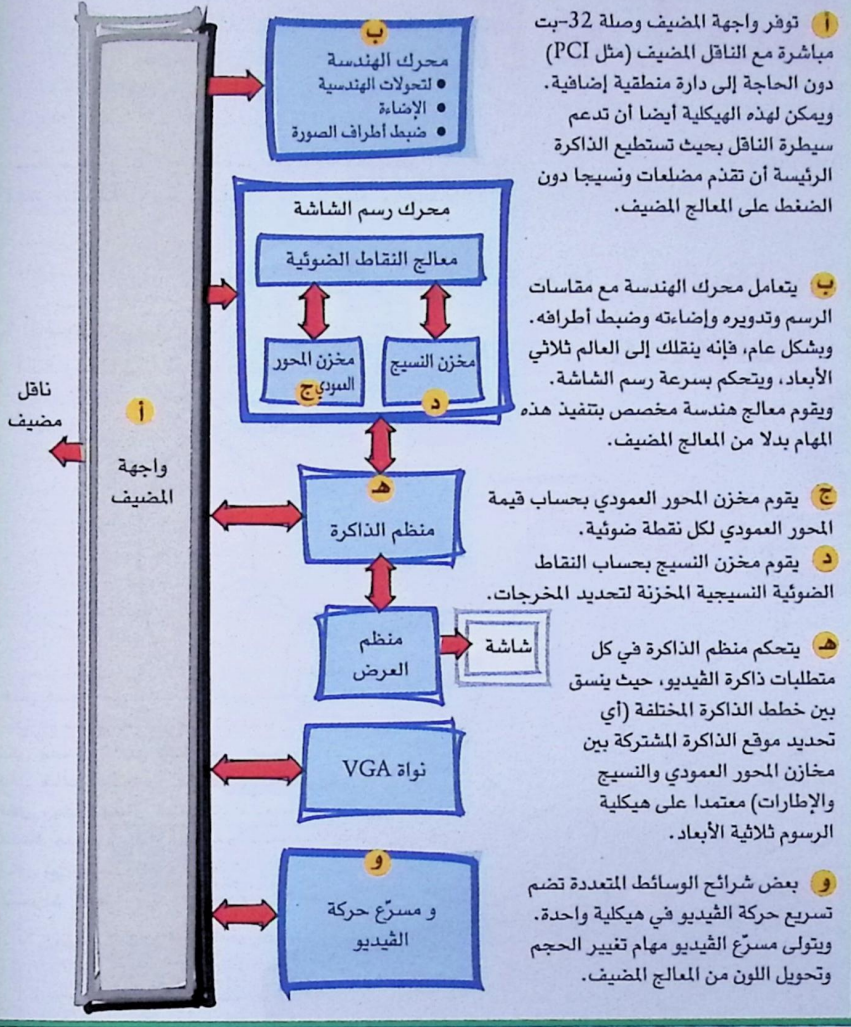 أ توفر واجهة المضيف وصلة 32-بت
مباشرة مع الناقل المضيف (مثل PCI)
دون الحاجة إلى دارة منطقية إضافية.
ويمكن لهذه الهيكلية أيضا أن تدعم
سيطرة الناقل بحيث تستطيع الذاكرة
الرئيسة أن تقدّم مضلعات ونسيجا دون
الضغط على المعالج المضيف.
ب يتعامل محرك الهندسة مع مقاسات
الرسم وتدويره وإضاءته وضبط أطرافه.
وبشكل عام، فإنه ينقلك إلى العالم ثلاثي
الأبعاد، ويتحكم بسرعة رسم الشاشة.
ويقوم معالج هندسة مخصص بتنفيذ هذه
المهام بدلا من المعالج المضيف.
ج يقوم مخزن المحور العمودي بحساب قيمة
المحور العمودي لكل نقطة ضوئية.
د يقوم مخزن النسيج بحساب النقاط
الضوئية النسيجية المخزنة لتحديد المخرجات.
هـ يتحكم منظم الذاكرة في كل
متطلبات ذاكرة الڤيديو، حيث ينسق
بين خطط الذاكرة المختلفة (أي
تحديد موقع الذاكرة المشتركة بين
مخازن المحور العمودي والنسيج
والإطارات) معتمدا على هيكلية
الرسوم ثلاثية الأبعاد.
و بعض شرائح الوسائط المتعددة تضم
تسريع حركة الڤيديو في هيكلية واحدة.
ويتولى مسرّع الڤيديو مهام تغيير الحجم
وتحويل اللون من المعالج المضيف.
ب
محرك الهندسة
• لتحولات الهندسية
• الإضاءة
• ضبط أطراف الصورة
محرك رسم الشاشة
معالج النقاط الضوئية
مخزن النسيج
د
مخزن المحور
العمودي ج
هـ
منظم الذاكرة
منظم
العرض
شاشة
نواة VGA
و
و مسرّع حركة
الڤيديو
أ
واجهة
المضيف
ناقل
مضيف